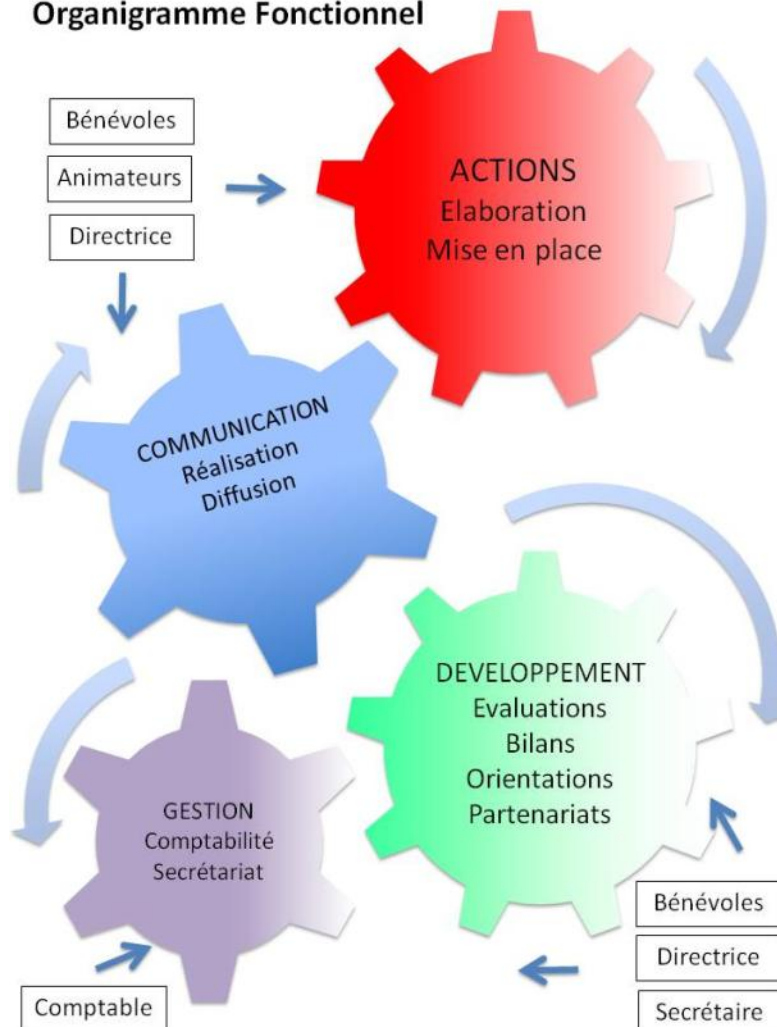 Organigramme Fonctionnel
Bénévoles
Animateurs
Directrice
ACTIONS
Elaboration
Mise en place
COMMUNICATION
Réalisation
Diffusion
DEVELOPPEMENT
Evaluations
Bilans
Orientations
Partenariats
GESTION
Comptabilité
Secrétariat
Comptable
Bénévoles
Directrice
Secrétaire